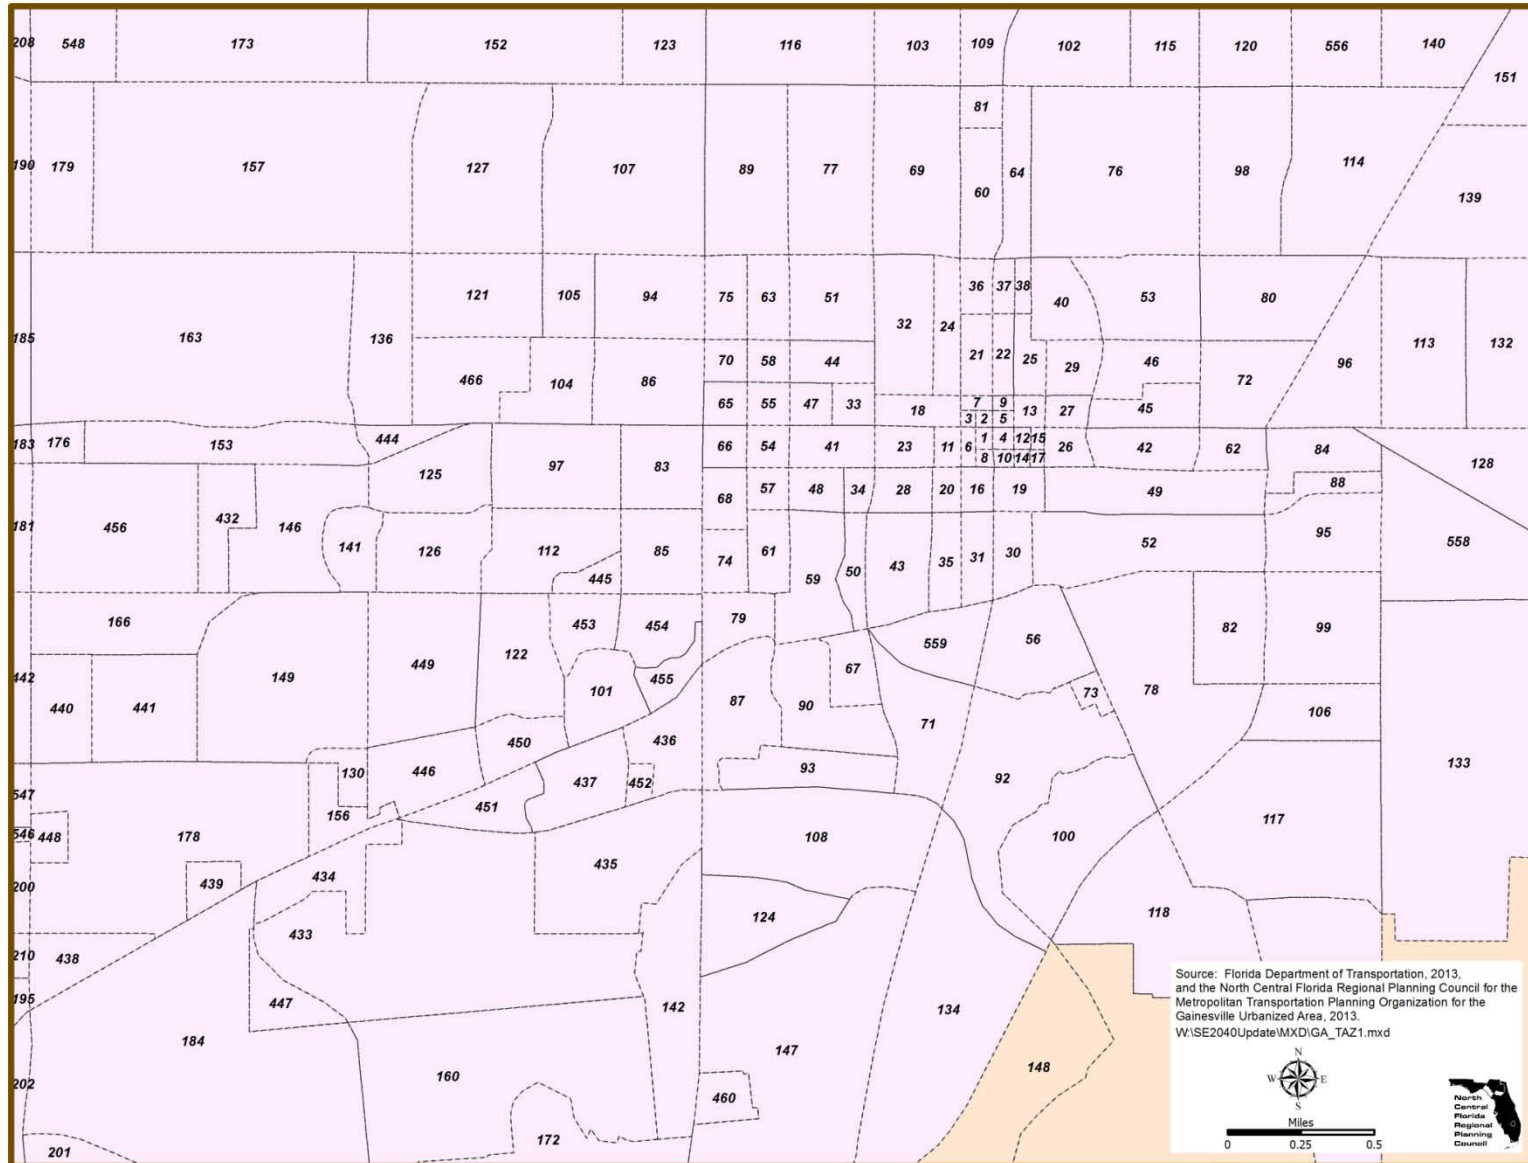 208 548 173 152 123 116 103 109 102 115 120 556 140
151
81
190 179 157 127 107 89 77 69 60 64 76 98 114
139
121 105 94 75 63 51 36 37 38 40 53 80
32 24
185 163 136 113 132
70 58 44 21 22 25 29 46 96
466 104 86 72
65 55 47 33 18 7 9 13 27 45
3 2 5
183 176 153 444 66 54 41 23 11 6 1 4 12 15 26 42 62 84
8 10 14 17
125 97 83 128
57 48 34 28 20 16 19 49 88
68
181 456 432 146 141 126 112 85 74 61 59 50 43 35 31 30 52 95 558
445
166 453 454 79 559 56 82 99
442 440 441 149 449 122 101 455 87 90 67 71 73 78 106
450 436
130 446 437 452 93 92 133
547 451
156
546 448 178 435 108 100 117
200 439 434
433 124 118
210 438
195 447 142 134
184 147
202 160 460 148
201 172
Source: Florida Department of Transportation, 2013,
and the North Central Florida Regional Planning Council for the
Metropolitan Transportation Planning Organization for the
Gainesville Urbanized Area, 2013.
W:\SE2040Update\MXD\GA_TAZ1.mxd
N
W E
S
Miles
0 0.25 0.5
North
Central
Florida
Regional
Planning
Council